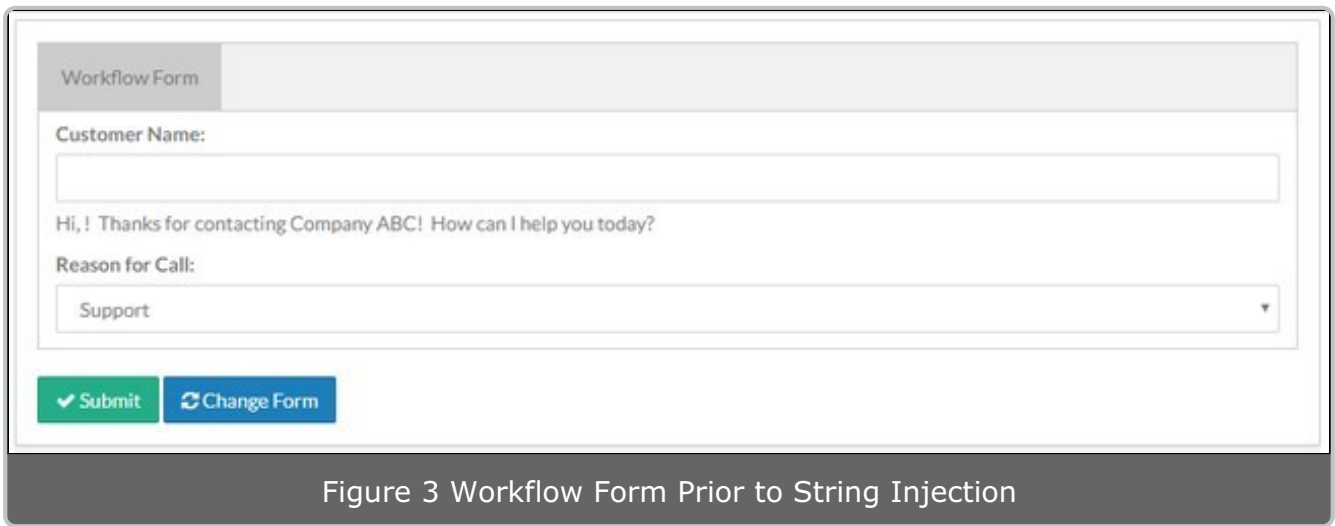 Workflow Form
Customer Name:
Hi, ! Thanks for contacting Company ABC! How can I help you today?
Reason for Call:
Support
Submit Change Form
Figure 3 Workflow Form Prior to String Injection